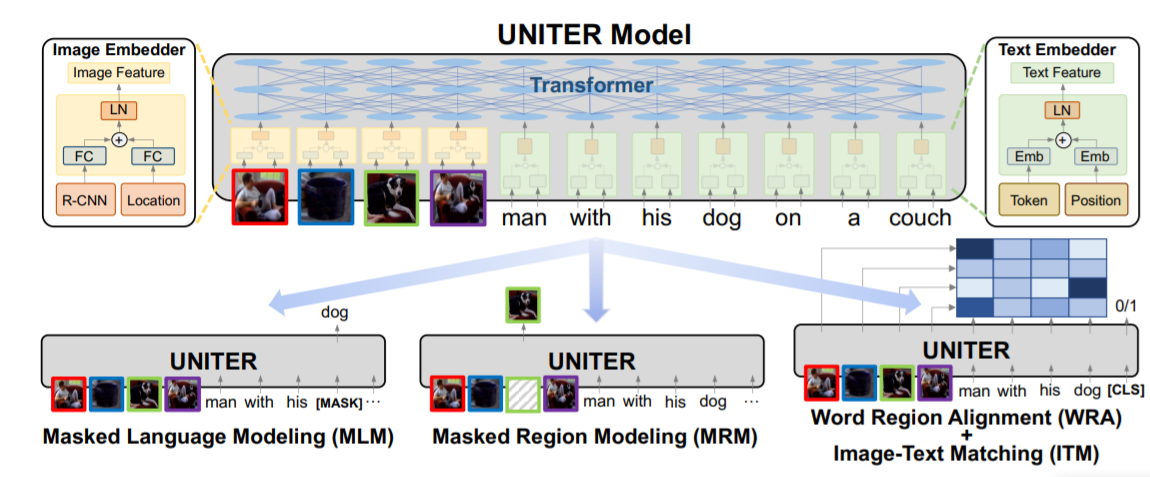 UNITER Model
Image Embedder
Image Feature
LN
+
FC FC
R-CNN Location
Transformer
man with his dog on a couch
Text Embedder
Text Feature
LN
+
Emb Emb
Token Position
dog
UNITER
man with his [MASK] ...
Masked Language Modeling (MLM)
UNITER
man with his dog ...
Masked Region Modeling (MRM)
0/1
UNITER
man with his dog [CLS]
Word Region Alignment (WRA)
+
Image-Text Matching (ITM)